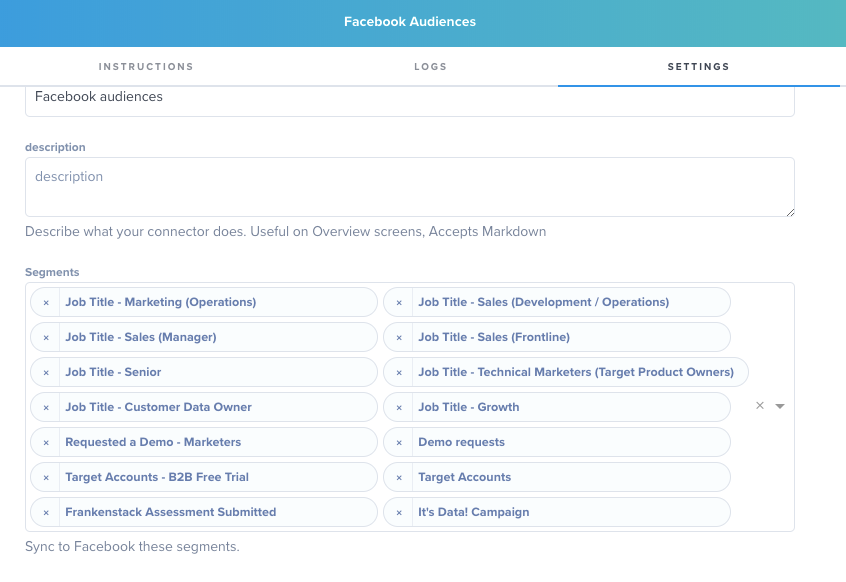 Facebook Audiences
INSTRUCTIONS LOGS SETTINGS
Facebook audiences
description
description
Describe what your connector does. Useful on Overview screens, Accepts Markdown
Segments
× Job Title - Marketing (Operations) × Job Title - Sales (Development / Operations)
× Job Title - Sales (Manager) × Job Title - Sales (Frontline)
× Job Title - Senior × Job Title - Technical Marketers (Target Product Owners)
× Job Title - Customer Data Owner × Job Title - Growth ×
× Requested a Demo - Marketers × Demo requests
× Target Accounts - B2B Free Trial × Target Accounts
× Frankenstack Assessment Submitted × It's Data! Campaign
Sync to Facebook these segments.